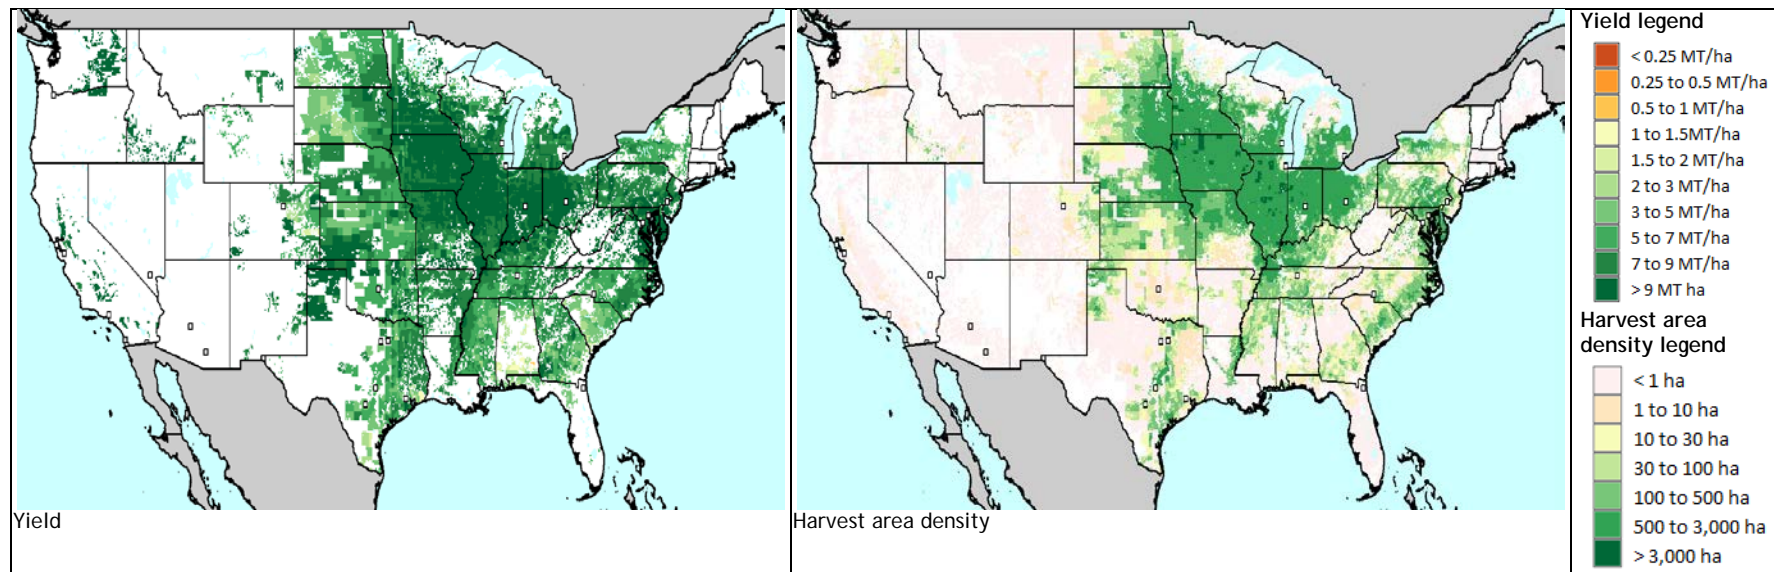 Yield
Harvest area density
Yield legend
< 0.25 MT/ha
0.25 to 0.5 MT/ha
0.5 to 1 MT/ha
1 to 1.5MT/ha
1.5 to 2 MT/ha
2 to 3 MT/ha
3 to 5 MT/ha
5 to 7 MT/ha
7 to 9 MT/ha
> 9 MT ha
Harvest area
density legend
< 1 ha
1 to 10 ha
10 to 30 ha
30 to 100 ha
100 to 500 ha
500 to 3,000 ha
> 3,000 ha